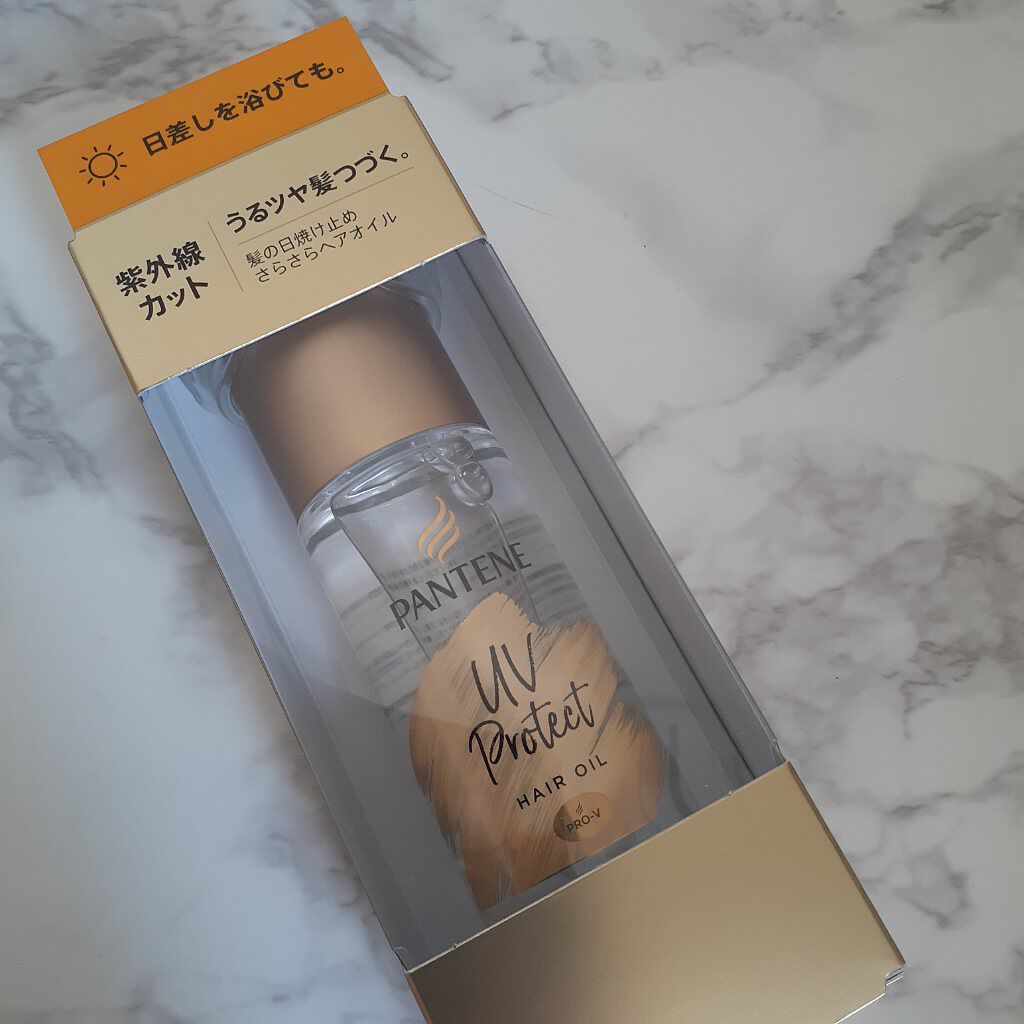 日差しを浴びても。
紫外線
カット
うるツヤ髪つづく。
髪の日焼け止め
さらさらヘアオイル
PANTENE
UV
Protect
HAIR OIL
PRO-V